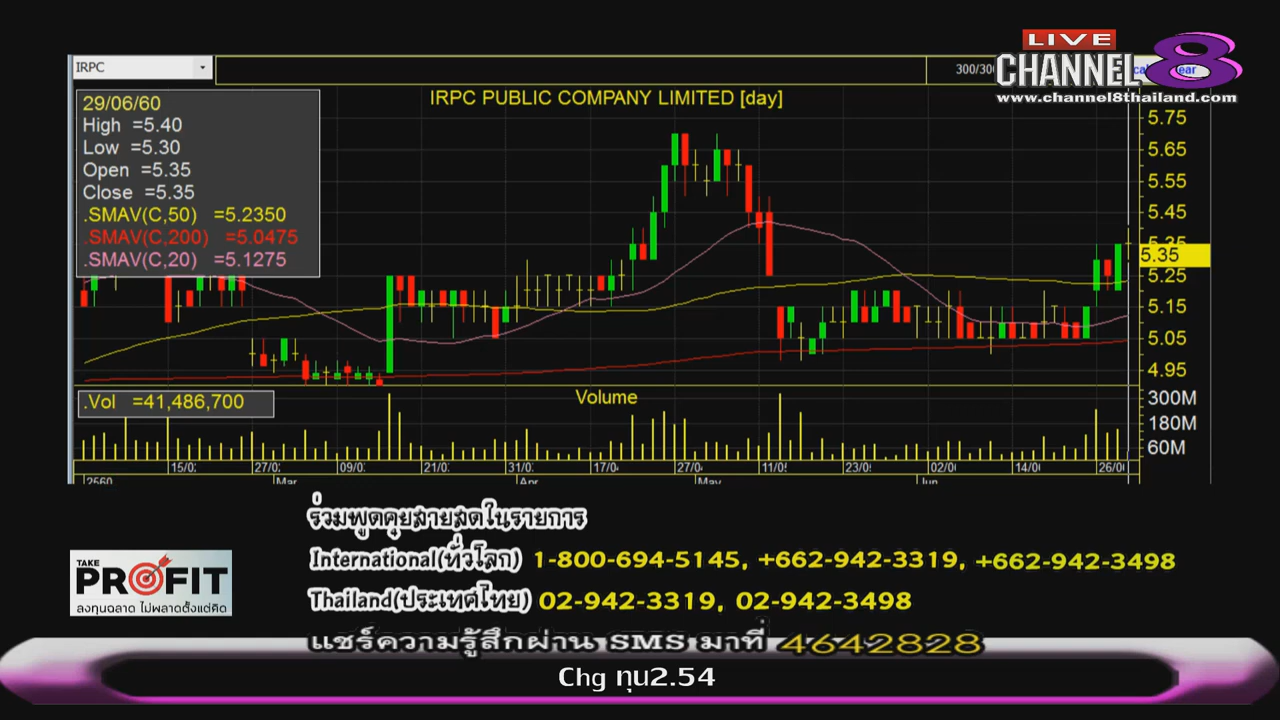 LIVE
CHANNEL 8
www.channel8thailand.com
IRPC
300/300
IRPC PUBLIC COMPANY LIMITED [day]
29/06/60
High =5.40
Low =5.30
Open =5.35
Close =5.35
.SMAV(C,50) =5.2350
.SMAV(C,200) =5.0475
.SMAV(C,20) =5.1275
5.75
5.65
5.55
5.45
5.35
5.35
5.25
5.15
5.05
4.95
.Vol =41,486,700
Volume
300M
180M
60M
15/0 27/0 09/0 21/0 31/0 17/0 27/0 11/0 23/0 02/0 14/0 26/0
2560 Mar Apr May Jun
ร่วมพูดคุยสายสดในรายการ
International(ทั่วโลก) 1-800-694-5145, +662-942-3319, +662-942-3498
Thailand(ประเทศไทย) 02-942-3319, 02-942-3498
แชร์ความรู้สึกผ่าน SMS มาที่ 4642828
TAKE
PROFIT
ลงทุนฉลาด ไม่พลาดตั้งแต่คิด
Chg ทุน2.54